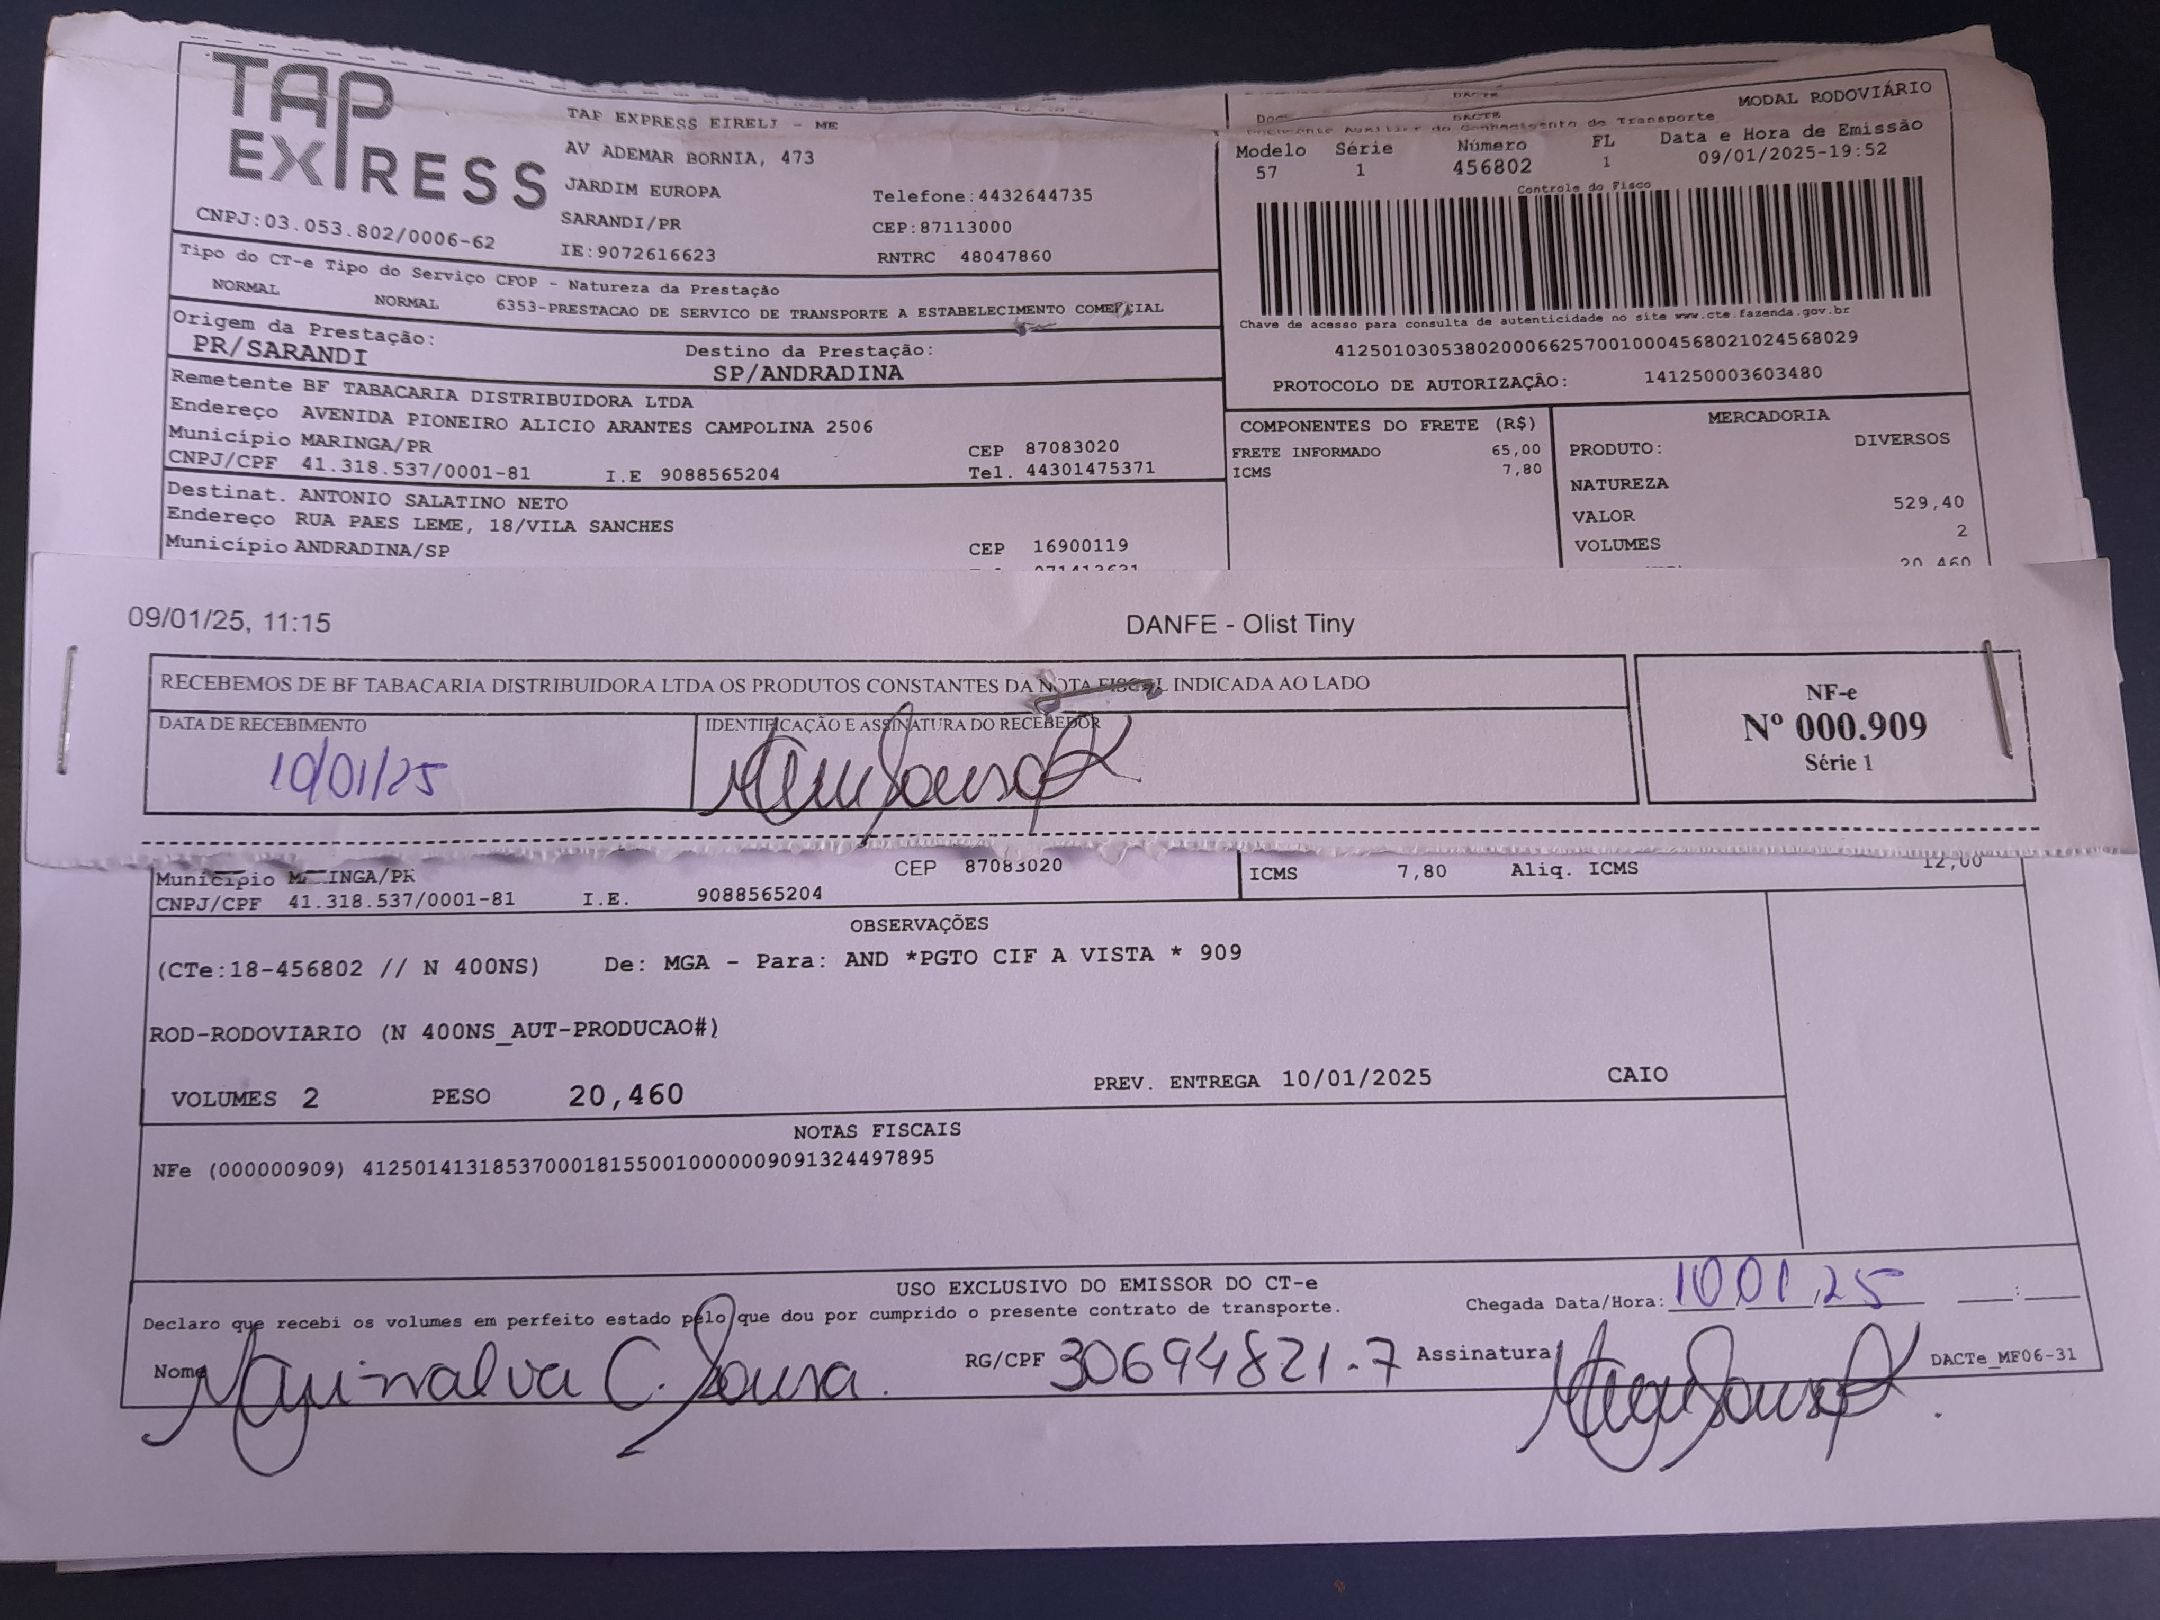 TAP
EXPRESS
CNPJ:03.053.802/0006-62
TAP EXPRESS EIRELI - ME
AV ADEMAR BORNIA, 473
JARDIM EUROPA
Telefone:4432644735
SARANDI/PR
CEP:87113000
IE:9072616623
RNTRC 48047860
DACTE
MODAL RODOVIÁRIO
Modelo Série Número FL Data e Hora de Emissão
57 1 456802 1 09/01/2025-19:52
Controle do Fisco
Chave de acesso para consulta de autenticidade no site www.cte.fazenda.gov.br
41250103053802000662570010004568021024568029
PROTOCOLO DE AUTORIZAÇÃO: 141250003603480
Tipo do CT-e Tipo do Serviço CFOP - Natureza da Prestação
NORMAL NORMAL 6353-PRESTACAO DE SERVICO DE TRANSPORTE A ESTABELECIMENTO COMERCIAL
Origem da Prestação:
PR/SARANDI
Destino da Prestação:
SP/ANDRADINA
Remetente BF TABACARIA DISTRIBUIDORA LTDA
Endereço AVENIDA PIONEIRO ALICIO ARANTES CAMPOLINA 2506
Município MARINGA/PR CEP 87083020
CNPJ/CPF 41.318.537/0001-81 I.E 9088565204 Tel. 44301475371
Destinat. ANTONIO SALATINO NETO
Endereço RUA PAES LEME, 18/VILA SANCHES
Município ANDRADINA/SP CEP 16900119
COMPONENTES DO FRETE (R$)
FRETE INFORMADO 65,00
ICMS 7,80
MERCADORIA
PRODUTO: DIVERSOS
NATUREZA
VALOR 529,40
VOLUMES 2
20,460
09/01/25, 11:15 DANFE - Olist Tiny
RECEBEMOS DE BF TABACARIA DISTRIBUIDORA LTDA OS PRODUTOS CONSTANTES DA NOTA FISCAL INDICADA AO LADO
DATA DE RECEBIMENTO
10/01/25
IDENTIFICAÇÃO E ASSINATURA DO RECEBEDOR
NF-e
Nº 000.909
Série 1
Município MARINGA/PR CEP 87083020
CNPJ/CPF 41.318.537/0001-81 I.E. 9088565204
ICMS 7,80 Aliq. ICMS 12,00
OBSERVAÇÕES
(CTe:18-456802 // N 400NS) De: MGA - Para: AND *PGTO CIF A VISTA * 909
ROD-RODOVIARIO (N 400NS_AUT-PRODUCAO#)
VOLUMES 2 PESO 20,460 PREV. ENTREGA 10/01/2025 CAIO
NOTAS FISCAIS
NFe (000000909) 41250141318537000181550010000009091324497895
USO EXCLUSIVO DO EMISSOR DO CT-e
Declaro que recebi os volumes em perfeito estado pelo que dou por cumprido o presente contrato de transporte.
Chegada Data/Hora: 10 01 25 :
Nome C. Sousa. RG/CPF 30694821-7 Assinatura
DACTe_MF06-31